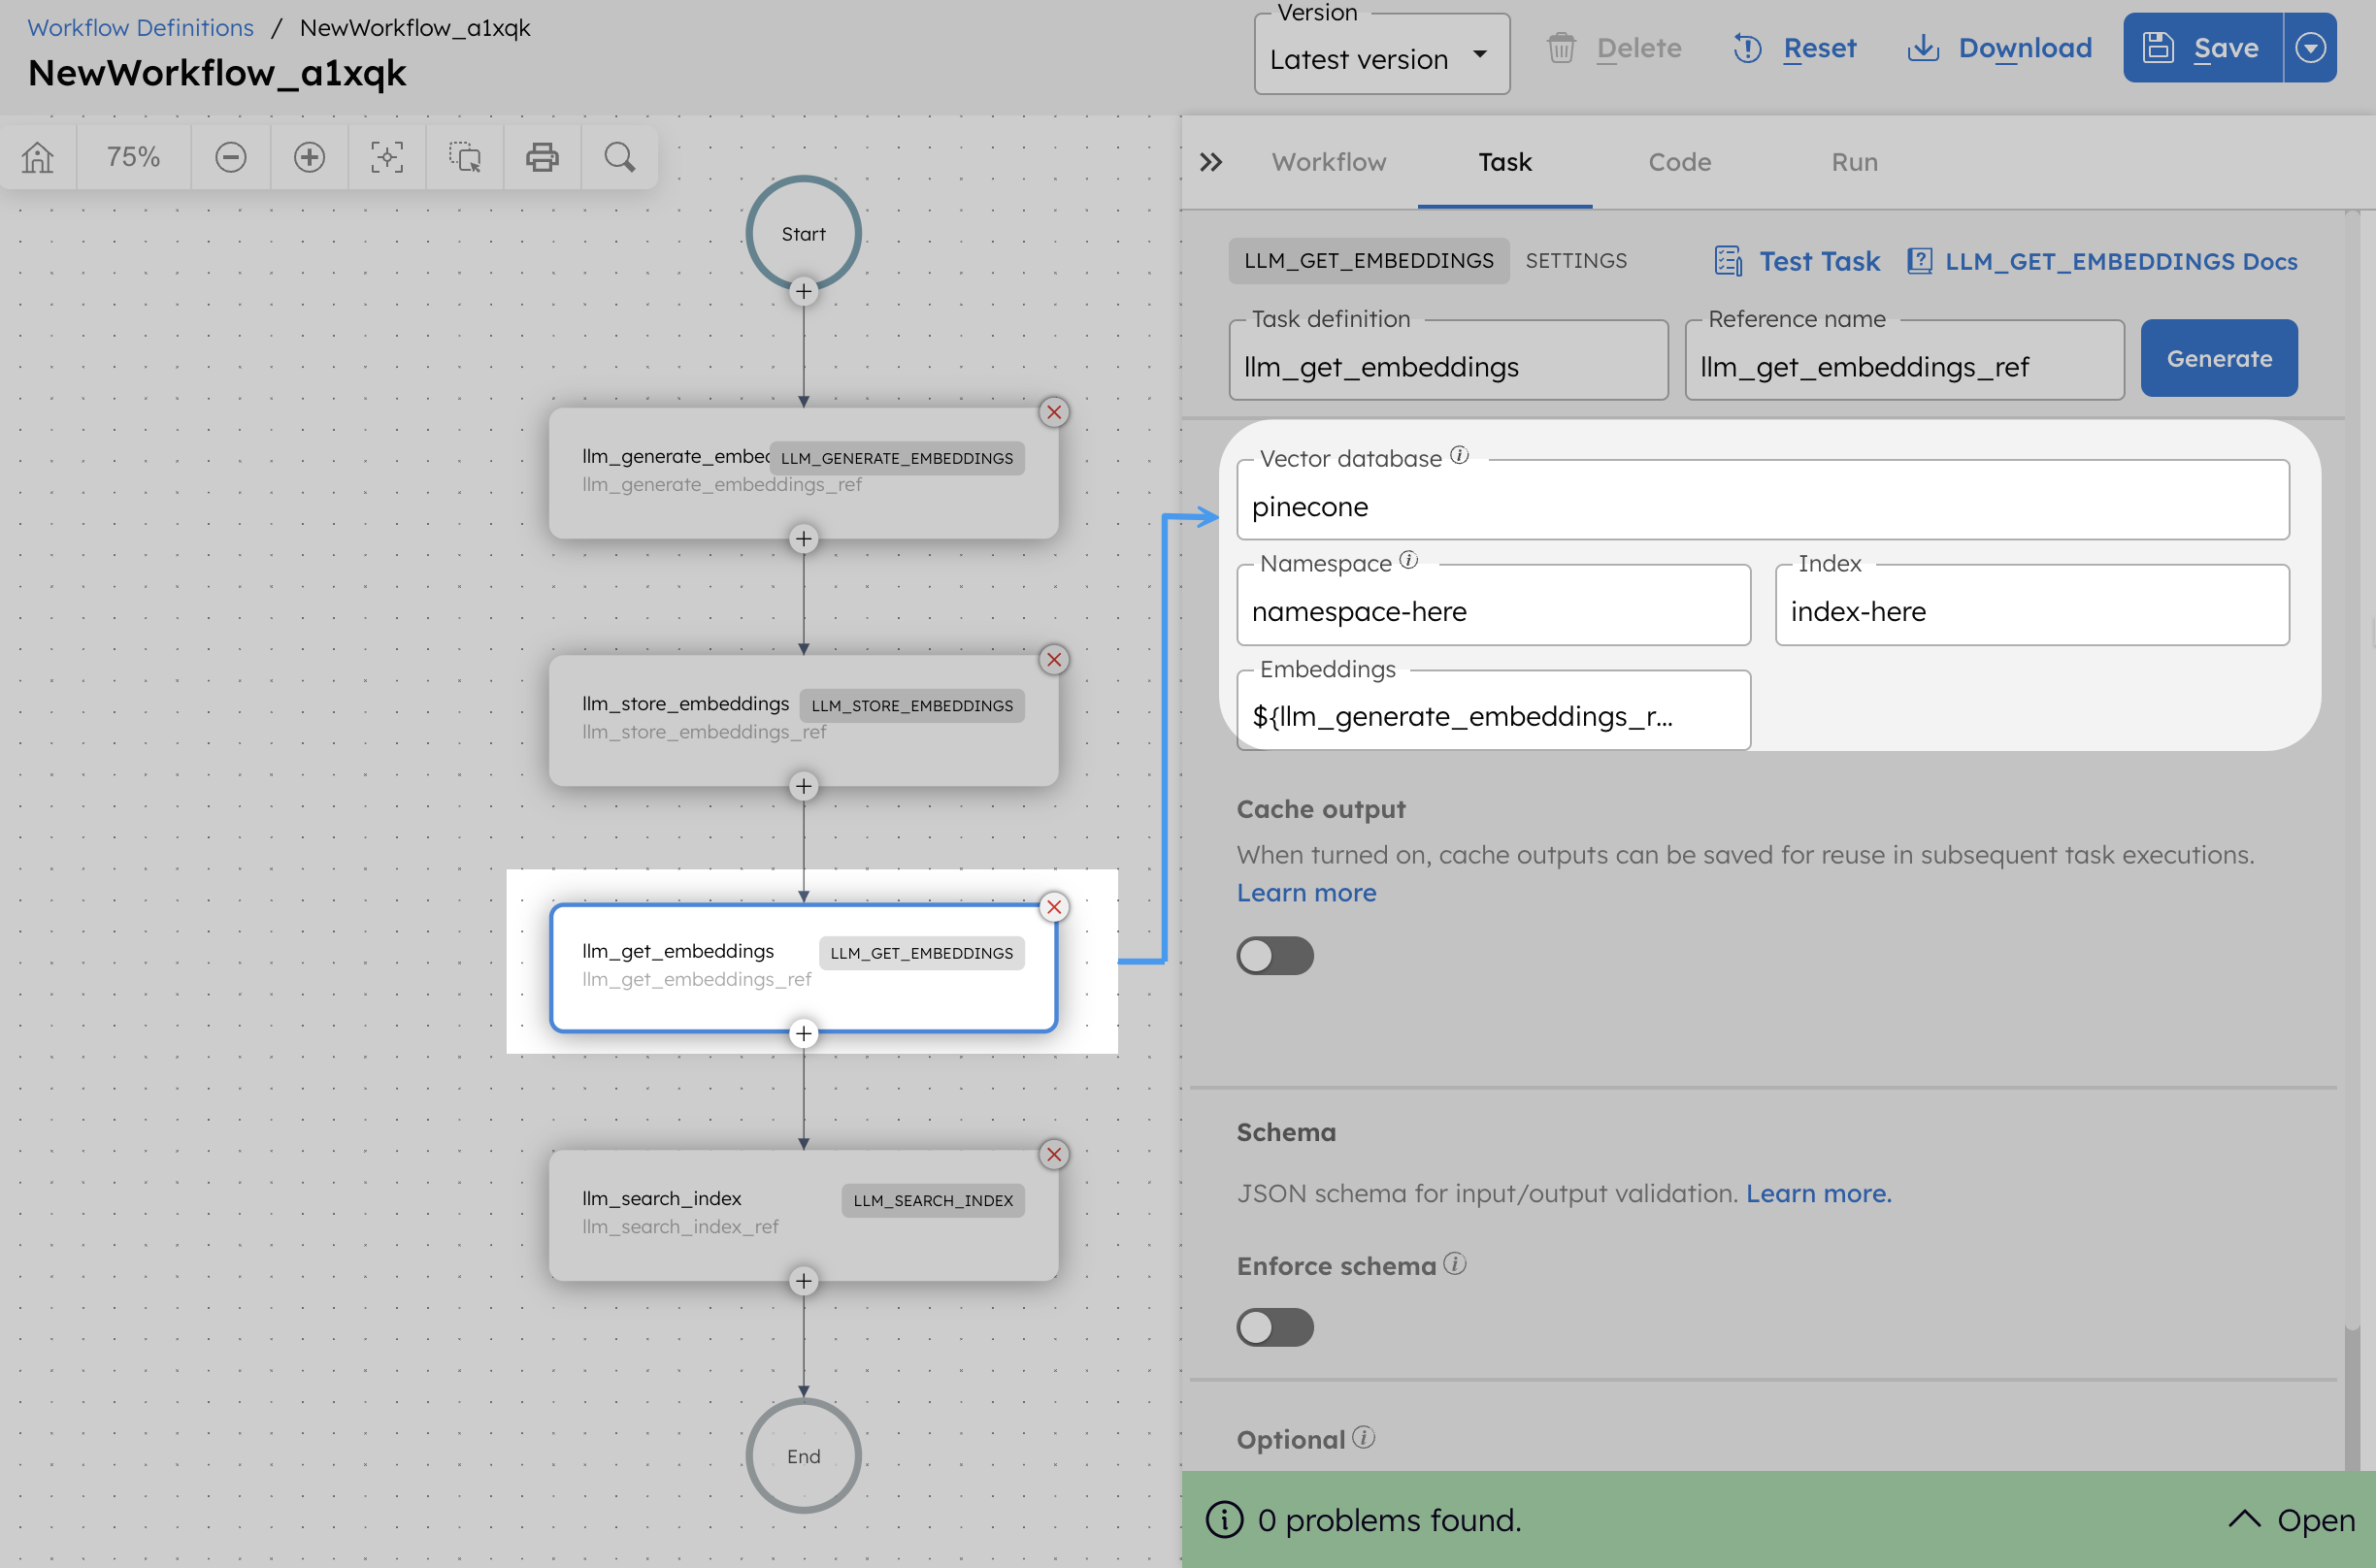 Workflow Definitions / NewWorkflow_a1xqk
NewWorkflow_a1xqk
Version
Latest version
Delete
Reset
Download
Save
75%
Workflow
Task
Code
Run
LLM_GET_EMBEDDINGS
SETTINGS
Test Task
LLM_GET_EMBEDDINGS Docs
Task definition
llm_get_embeddings
Reference name
llm_get_embeddings_ref
Generate
Vector database
pinecone
Namespace
namespace-here
Index
index-here
Embeddings
${llm_generate_embeddings_r...
Cache output
When turned on, cache outputs can be saved for reuse in subsequent task executions.
Learn more
Schema
JSON schema for input/output validation. Learn more.
Enforce schema
Optional
0 problems found.
Open
Start
llm_generate_embec
LLM_GENERATE_EMBEDDINGS
llm_generate_embeddings_ref
llm_store_embeddings
LLM_STORE_EMBEDDINGS
llm_store_embeddings_ref
llm_get_embeddings
LLM_GET_EMBEDDINGS
llm_get_embeddings_ref
llm_search_index
LLM_SEARCH_INDEX
llm_search_index_ref
End